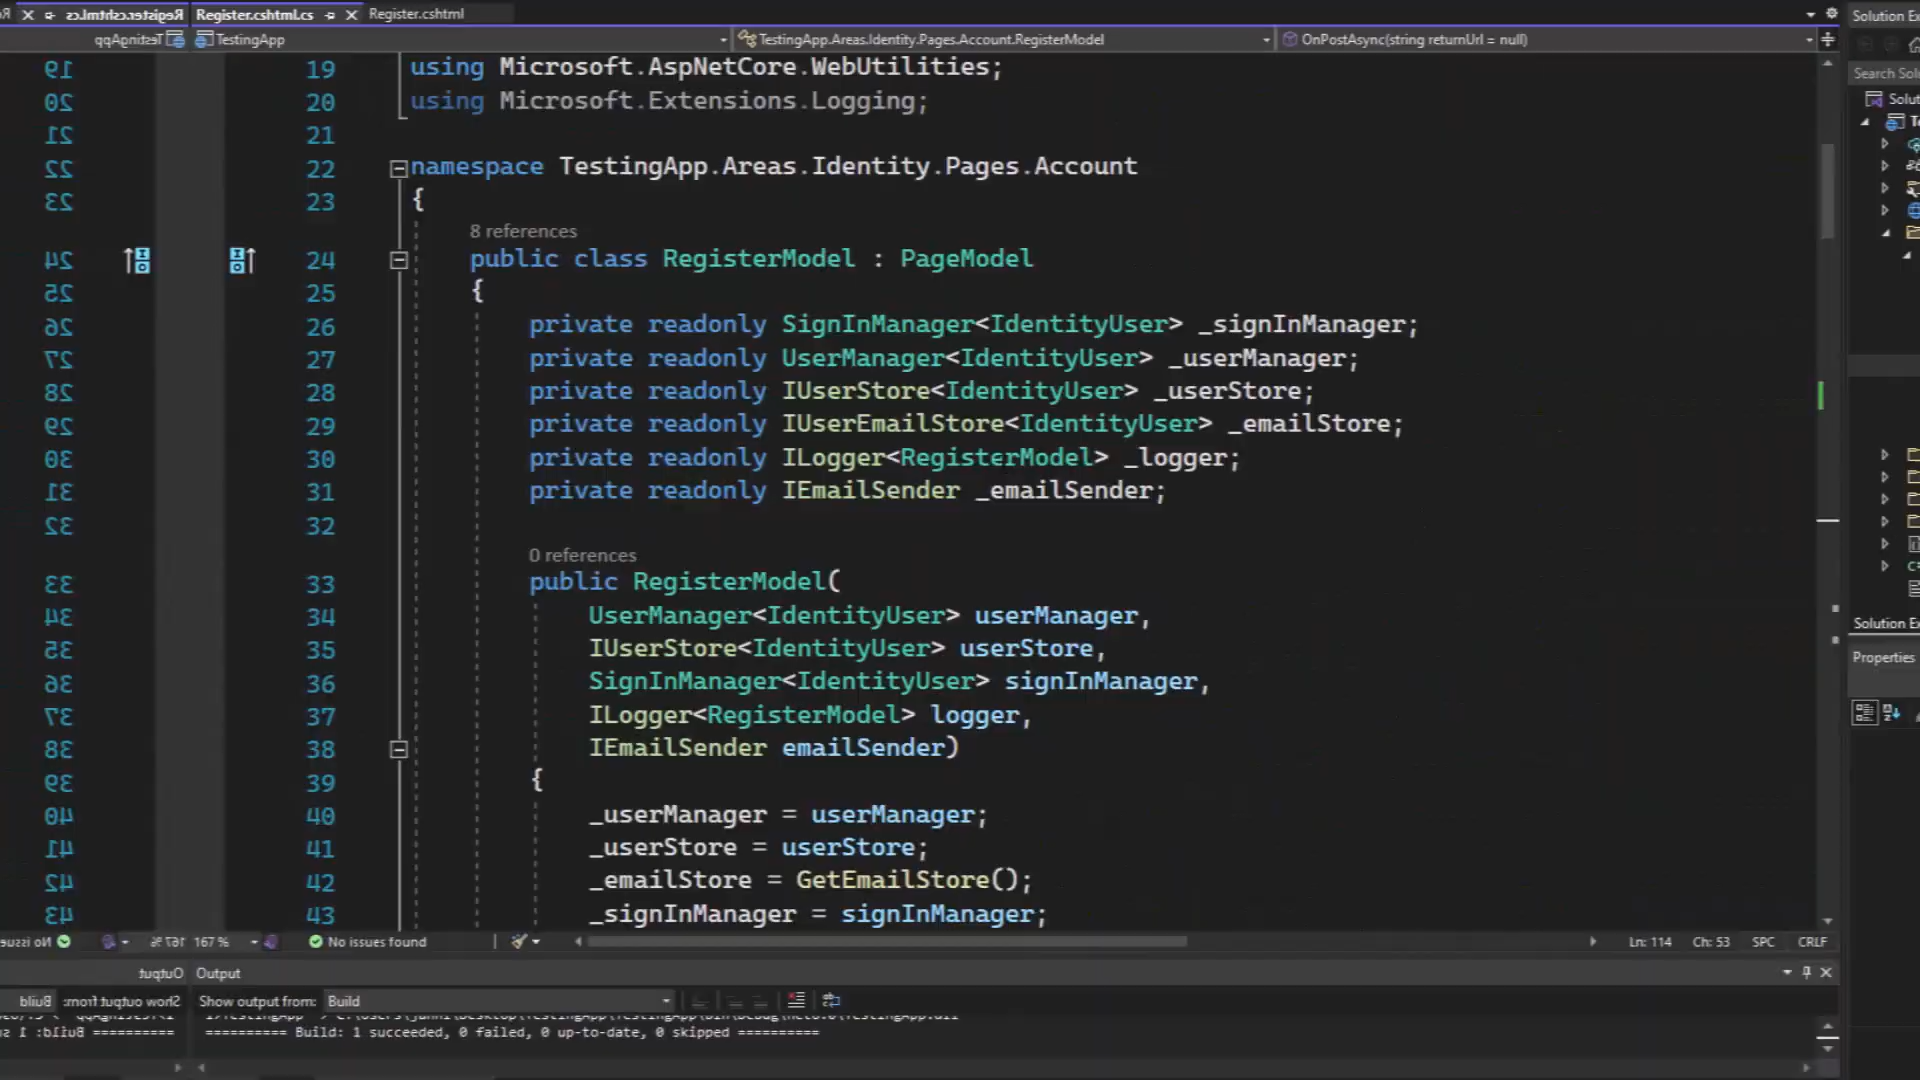 Register.cshtml.cs
Register.cshtml
TestingApp
TestingApp.Areas.Identity.Pages.Account.RegisterModel
OnPostAsync(string returnUrl = null)
Solution Ex
Search Sol
Solut
19 using Microsoft.AspNetCore.WebUtilities;
20 using Microsoft.Extensions.Logging;
21
22 namespace TestingApp.Areas.Identity.Pages.Account
23 {
8 references
24 public class RegisterModel : PageModel
25 {
26 private readonly SignInManager<IdentityUser> _signInManager;
27 private readonly UserManager<IdentityUser> _userManager;
28 private readonly IUserStore<IdentityUser> _userStore;
29 private readonly IUserEmailStore<IdentityUser> _emailStore;
30 private readonly ILogger<RegisterModel> _logger;
31 private readonly IEmailSender _emailSender;
32
0 references
33 public RegisterModel(
34 UserManager<IdentityUser> userManager,
35 IUserStore<IdentityUser> userStore,
36 SignInManager<IdentityUser> signInManager,
37 ILogger<RegisterModel> logger,
38 IEmailSender emailSender)
39 {
40 _userManager = userManager;
41 _userStore = userStore;
42 _emailStore = GetEmailStore();
43 _signInManager = signInManager;
Solution Ex
Properties
167 % No issues found Ln: 114 Ch: 53 SPC CRLF
Output
Show output from: Build
========== Build: 1 succeeded, 0 failed, 0 up-to-date, 0 skipped ==========